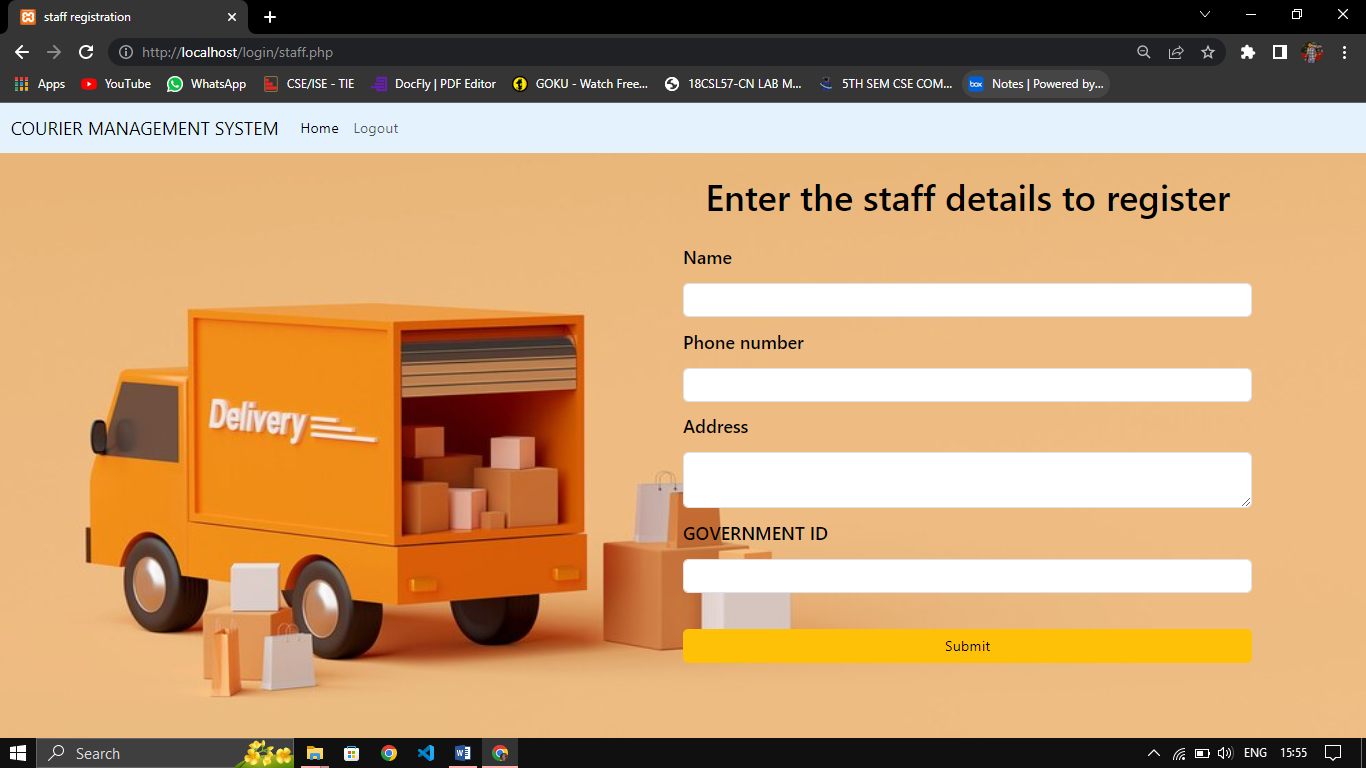 staff registration
http://localhost/login/staff.php
Apps YouTube WhatsApp CSE/ISE - TIE DocFly | PDF Editor GOKU - Watch Free... 18CSL57-CN LAB M... 5TH SEM CSE COM... box Notes | Powered by...
COURIER MANAGEMENT SYSTEM Home Logout
Enter the staff details to register
Name
Phone number
Address
GOVERNMENT ID
Submit
Delivery
Search ENG 15:55